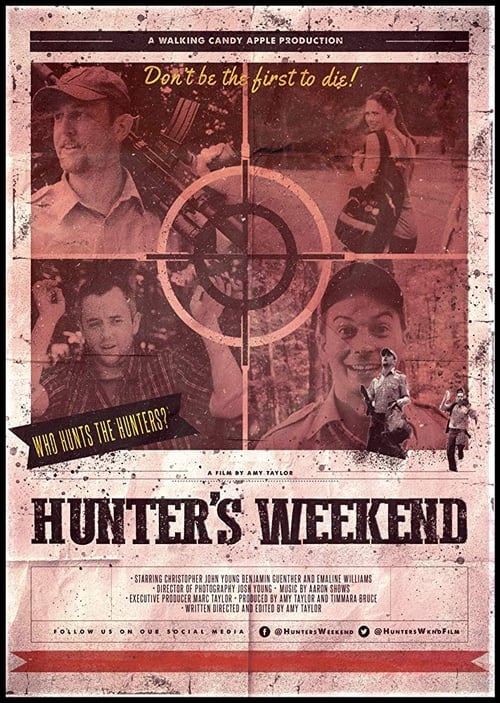 A WALKING CANDY APPLE PRODUCTION
Don't be the first to die!
WHO HUNTS THE HUNTERS?
A FILM BY AMY TAYLOR
HUNTER'S WEEKEND
· STARRING CHRISTOPHER JOHN YOUNG BENJAMIN GUENTHER AND EMALINE WILLIAMS
· DIRECTOR OF PHOTOGRAPHY JOSH YOUNG · MUSIC BY AARON SHOWS
· EXECUTIVE PRODUCER MARC TAYLOR · PRODUCED BY AMY TAYLOR AND TIMMARA BRUCE
· WRITTEN DIRECTED AND EDITED BY AMY TAYLOR
FOLLOW US ON OUR SOCIAL MEDIA @HUNTERSWEEKEND @HUNTERSWKNDFILM